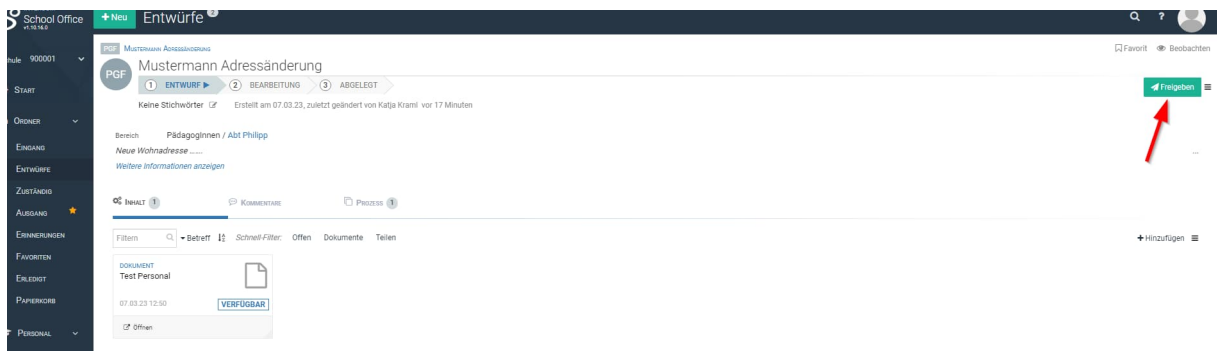 School Office
v1.10.16.0
+ Neu Entwürfe 2
?
900001
START
ORDNER
EINGANG
ENTWÜRFE
ZUSTÄNDIG
AUSGANG
ERINNERUNGEN
FAVORITEN
ERLEDIGT
PAPIERKORB
PERSONAL
PGF MUSTERMANN ADRESSÄNDERUNG
Favorit Beobachten
PGF
Mustermann Adressänderung
1 ENTWURF 2 BEARBEITUNG 3 ABGELEGT
Freigeben
Keine Stichwörter Erstellt am 07.03.23, zuletzt geändert von Katja Kraml vor 17 Minuten
Bereich PädagogInnen / Abt Philipp
Neue Wohnadresse ......
...
Weitere Informationen anzeigen
INHALT 1 KOMMENTARE PROZESS 1
Filtern Betreff Schnell-Filter: Offen Dokumente Teilen
+ Hinzufügen
DOKUMENT
Test Personal
07.03.23 12:50 VERFÜGBAR
Öffnen